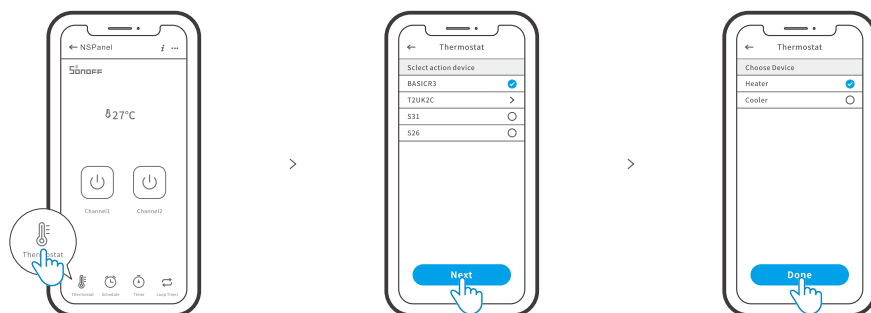 ← NSPanel i ···
SonoFF
27°C
Channel1 Channel2
Thermostat
Thermostat Schedule Timer Loop Timer
>
← Thermostat
Sclect action device
BASICR3
T2UK2C >
S31
S26
Next
>
← Thermostat
Choose Device
Heater
Cooler
Done